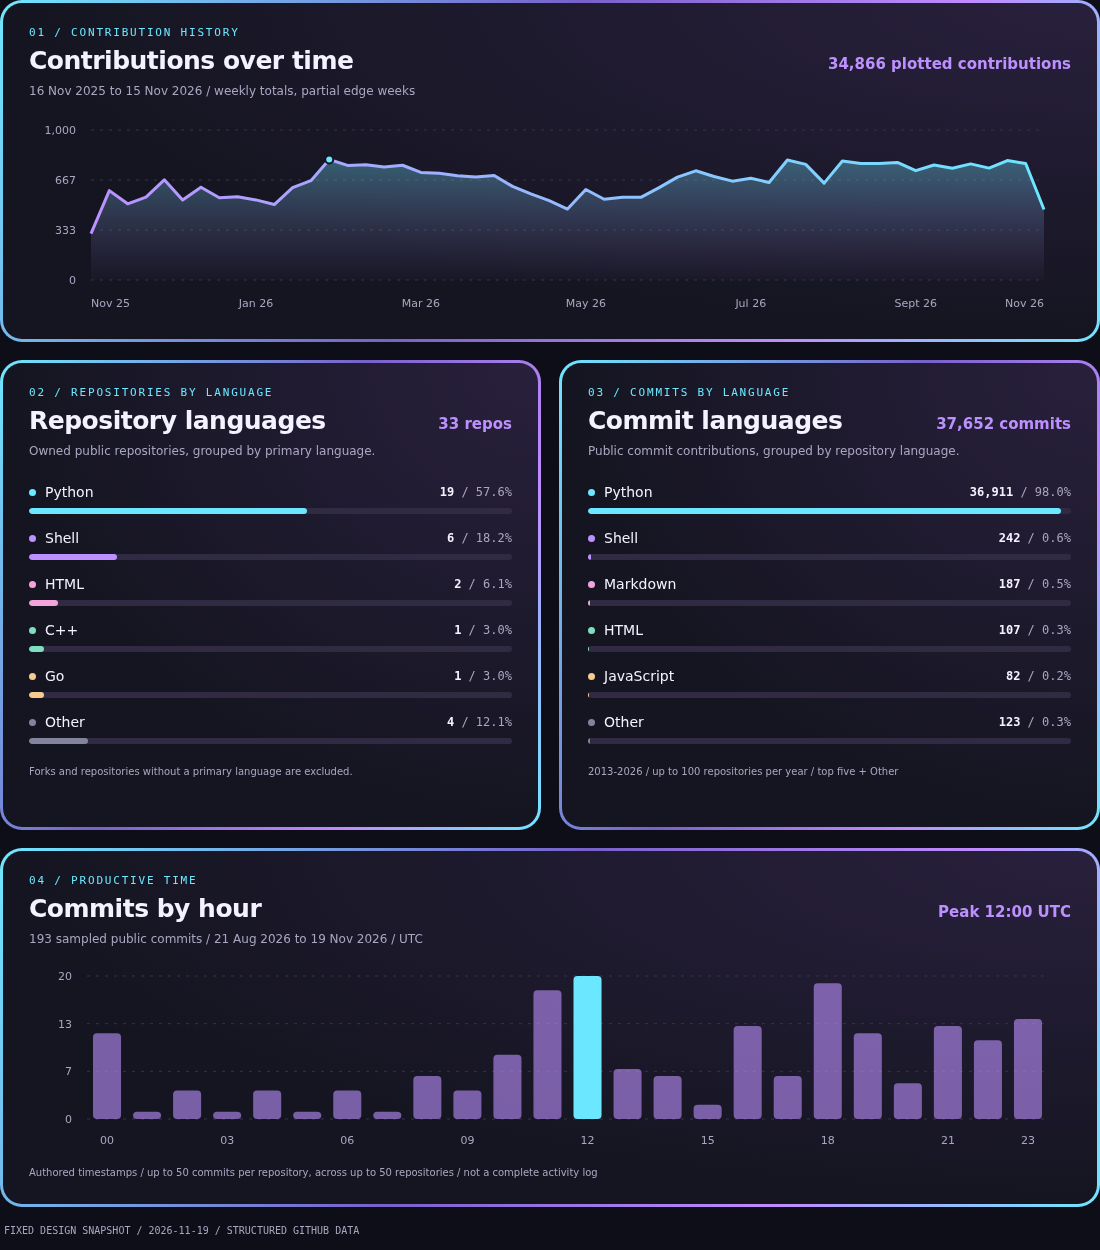 01 / CONTRIBUTION HISTORY
Contributions over time
34,866 plotted contributions
16 Nov 2025 to 15 Nov 2026 / weekly totals, partial edge weeks
1,000
667
333
0
Nov 25 Jan 26 Mar 26 May 26 Jul 26 Sept 26 Nov 26
02 / REPOSITORIES BY LANGUAGE
Repository languages
33 repos
Owned public repositories, grouped by primary language.
Python 19 / 57.6%
Shell 6 / 18.2%
HTML 2 / 6.1%
C++ 1 / 3.0%
Go 1 / 3.0%
Other 4 / 12.1%
Forks and repositories without a primary language are excluded.
03 / COMMITS BY LANGUAGE
Commit languages
37,652 commits
Public commit contributions, grouped by repository language.
Python 36,911 / 98.0%
Shell 242 / 0.6%
Markdown 187 / 0.5%
HTML 107 / 0.3%
JavaScript 82 / 0.2%
Other 123 / 0.3%
2013-2026 / up to 100 repositories per year / top five + Other
04 / PRODUCTIVE TIME
Commits by hour
Peak 12:00 UTC
193 sampled public commits / 21 Aug 2026 to 19 Nov 2026 / UTC
20
13
7
0
00 03 06 09 12 15 18 21 23
Authored timestamps / up to 50 commits per repository, across up to 50 repositories / not a complete activity log
FIXED DESIGN SNAPSHOT / 2026-11-19 / STRUCTURED GITHUB DATA